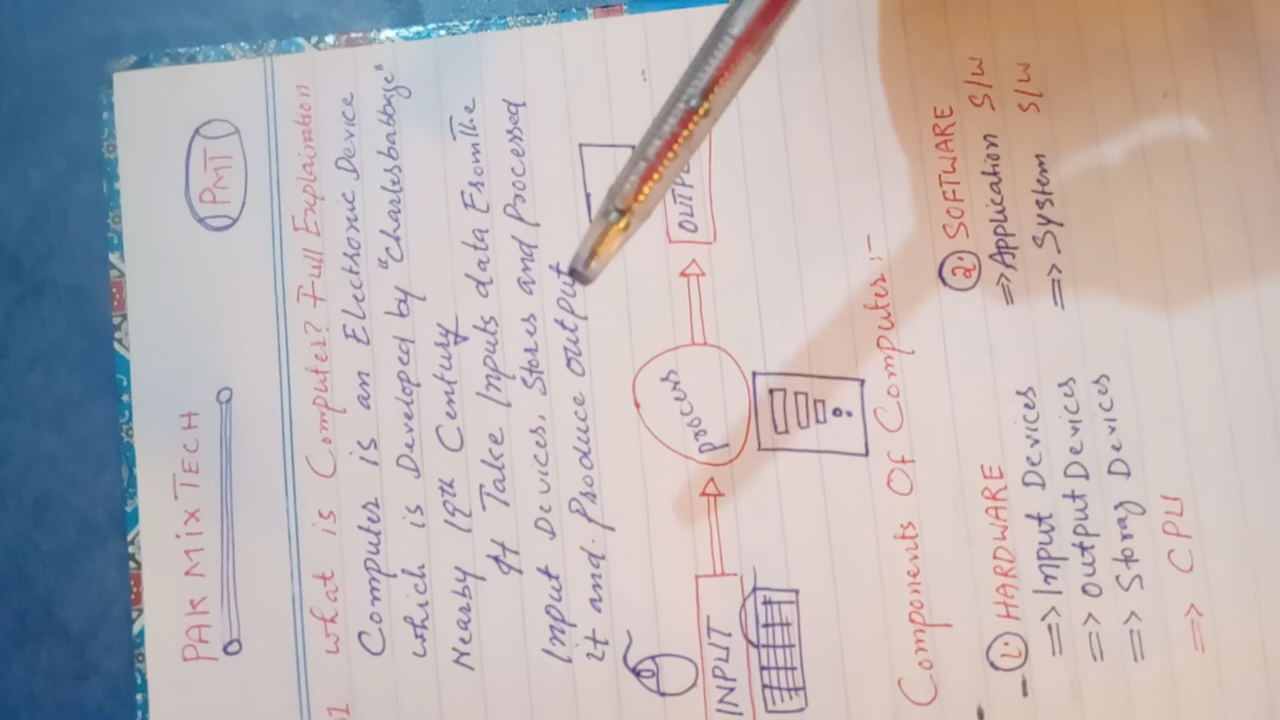 PAK MIX TECH
PMT
what is Computer? Full Explaination
Computer is an Electronic Device
which is Developed by "Charlesbabbage"
Nearby 19th Century
It Take Inputs data From The
Input Devices, Stores and Processed
it and Produce output
INPUT
process
OUTP
Components Of Computer :-
1. HARDWARE
=> Input Devices
=> output Devices
=> Storag Devices
=> CPU
2. SOFTWARE
=> Application S/W
=> System S/W